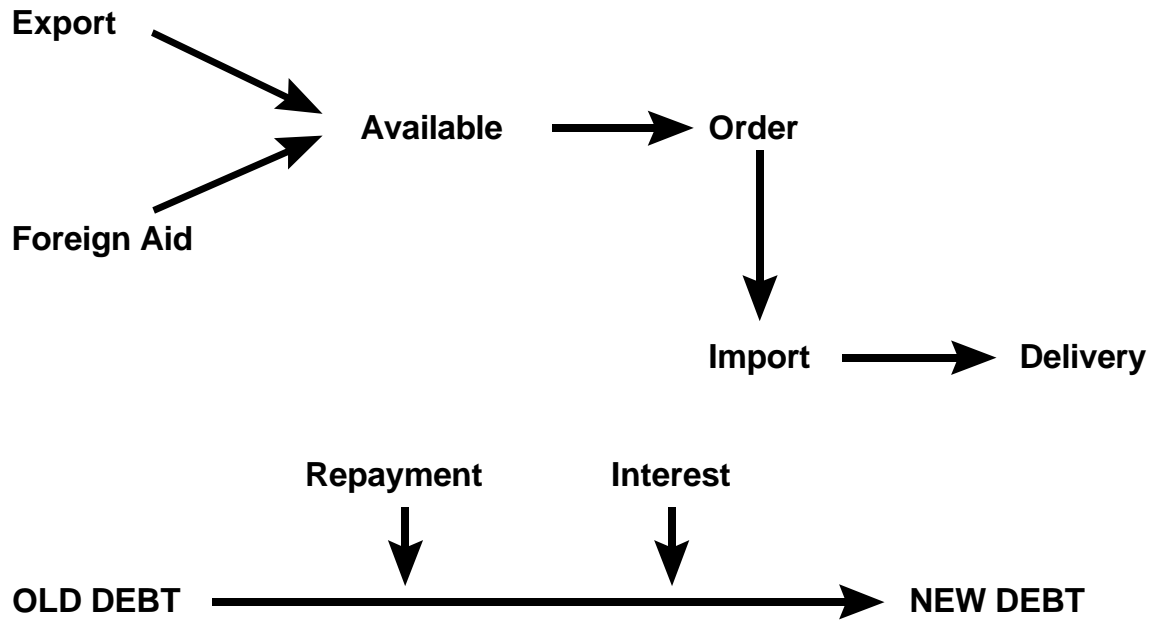 Export
Available
Order
Foreign Aid
Import
Delivery
Repayment
Interest
OLD DEBT
NEW DEBT